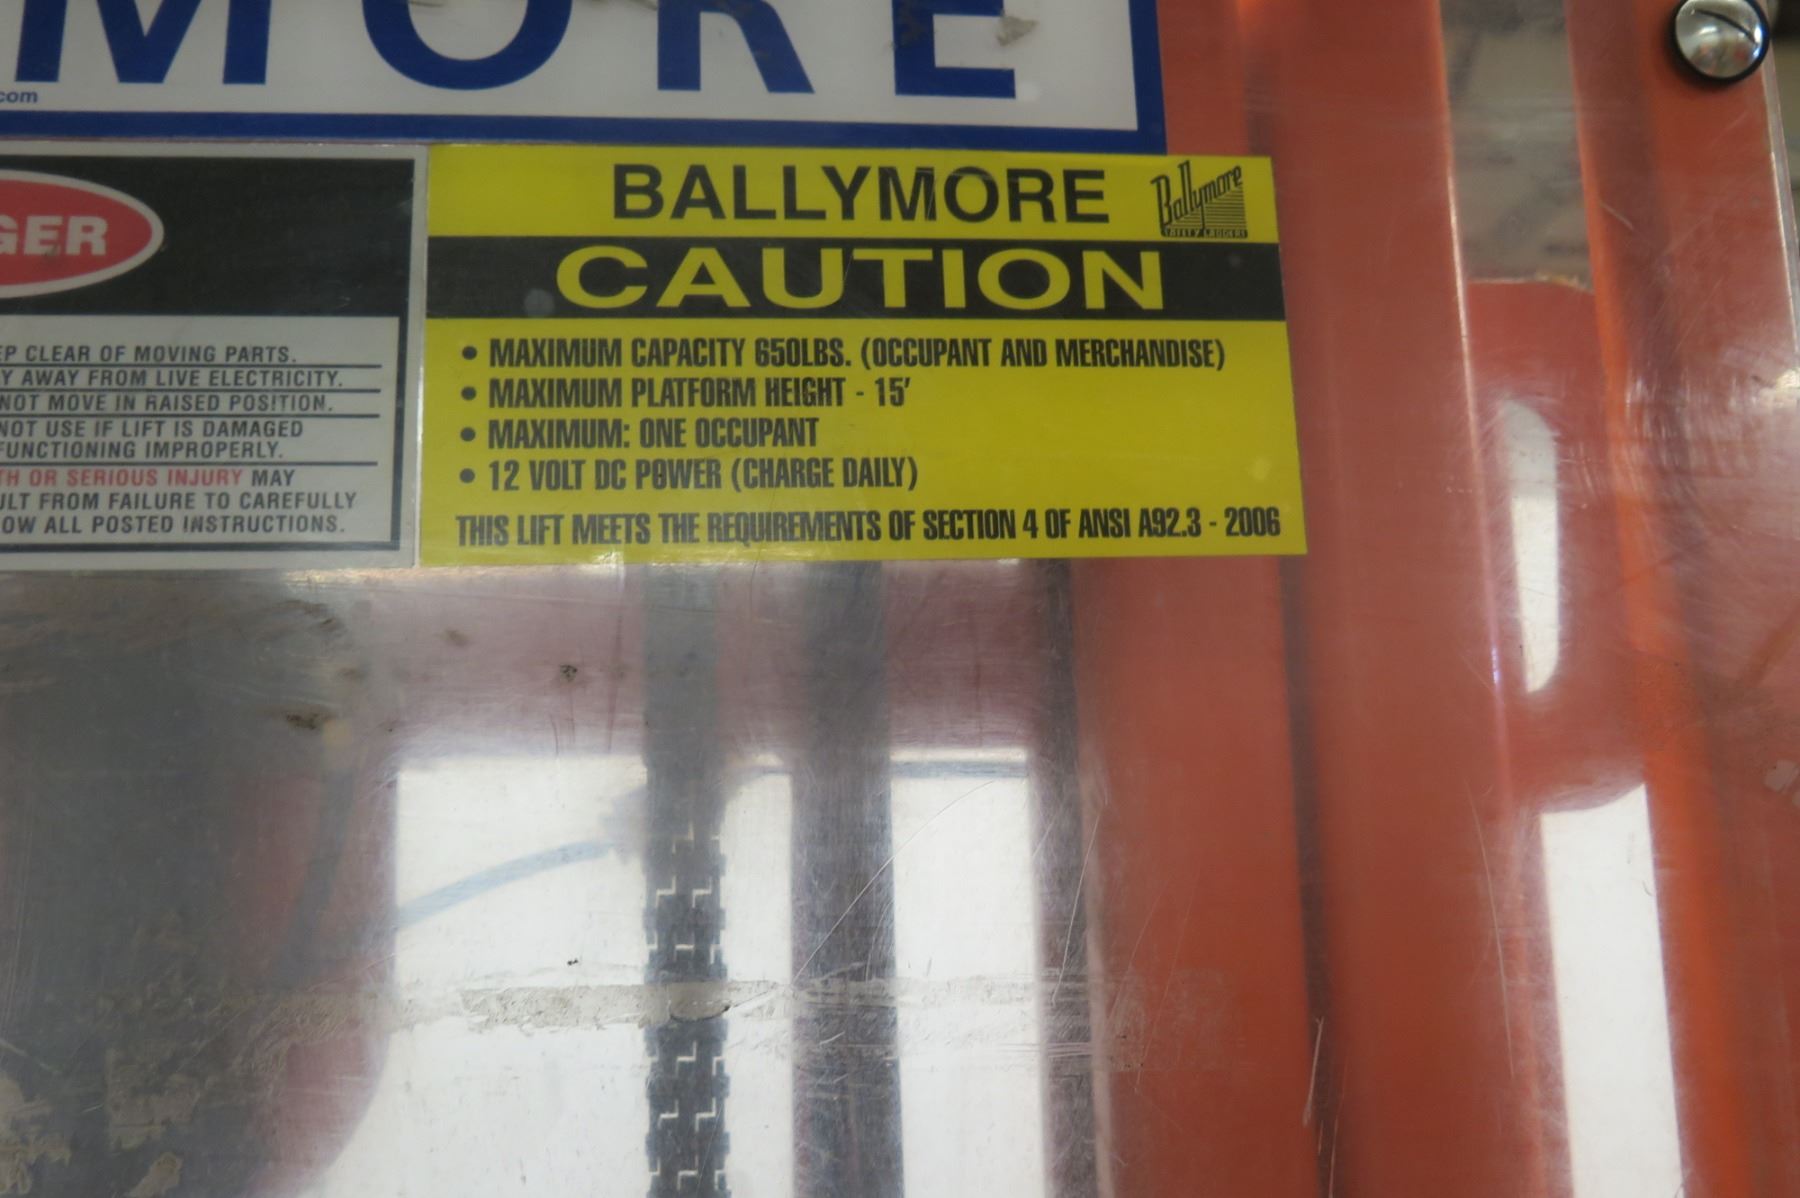 MORE
com
GER
EP CLEAR OF MOVING PARTS.
Y AWAY FROM LIVE ELECTRICITY.
NOT MOVE IN RAISED POSITION.
NOT USE IF LIFT IS DAMAGED
FUNCTIONING IMPROPERLY.
TH OR SERIOUS INJURY MAY
ULT FROM FAILURE TO CAREFULLY
OW ALL POSTED INSTRUCTIONS.
BALLYMORE
Ballymore
SAFETY LADDERS
CAUTION
• MAXIMUM CAPACITY 650LBS. (OCCUPANT AND MERCHANDISE)
• MAXIMUM PLATFORM HEIGHT - 15'
• MAXIMUM: ONE OCCUPANT
• 12 VOLT DC POWER (CHARGE DAILY)
THIS LIFT MEETS THE REQUIREMENTS OF SECTION 4 OF ANSI A92.3 - 2006